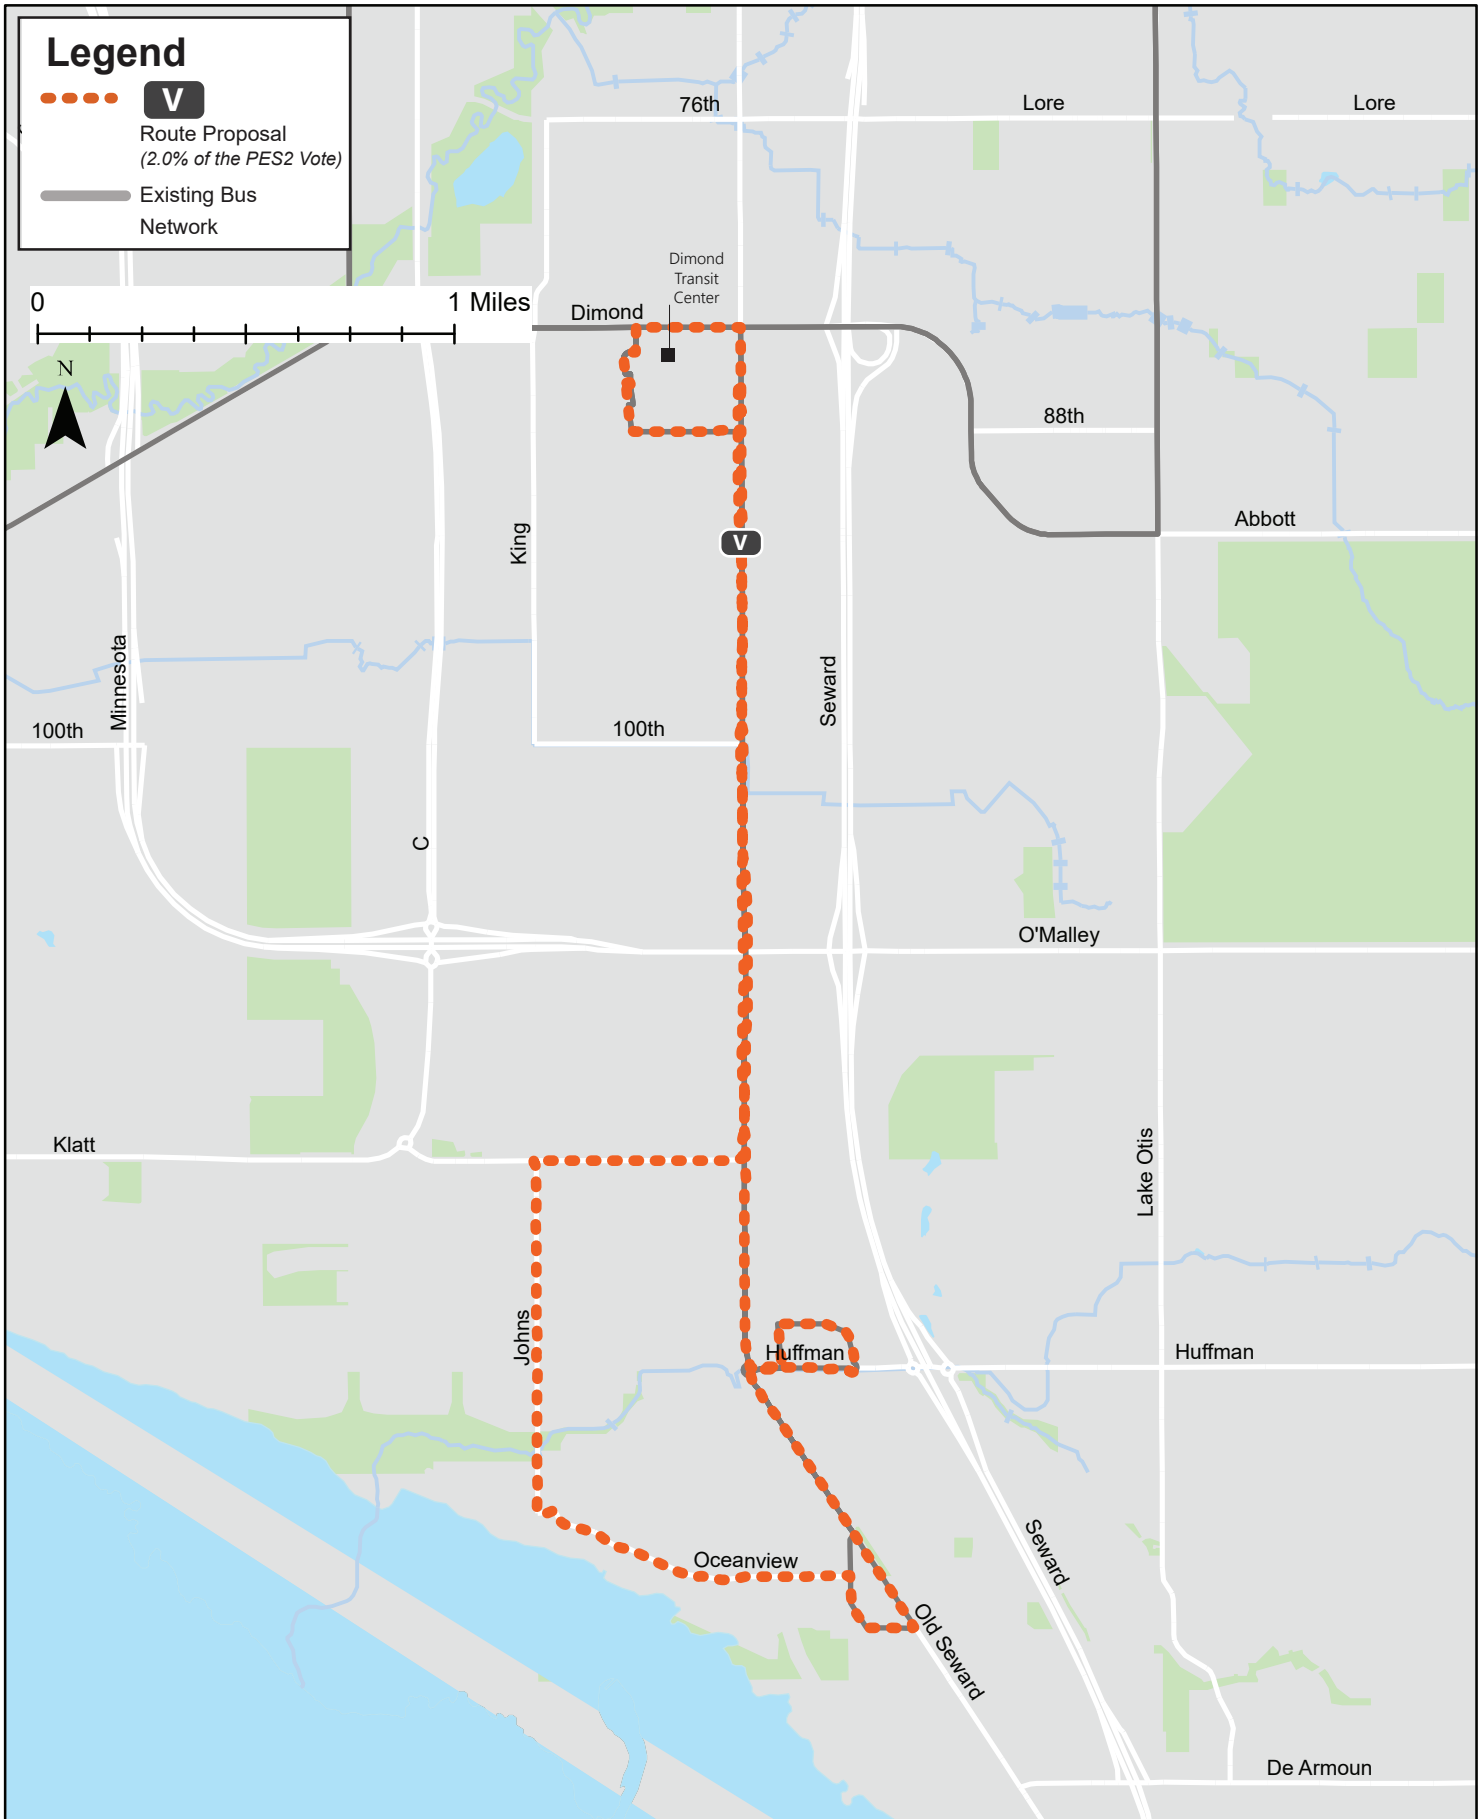 Legend
V
Route Proposal
(2.0% of the PES2 Vote)
Existing Bus
Network
0
1 Miles
N
76th
Lore
Lore
Dimond
Transit
Center
Dimond
88th
Abbott
King
V
Minnesota
Seward
100th
100th
C
O'Malley
Klatt
Lake Otis
Johns
Huffman
Huffman
Oceanview
Seward
Old Seward
De Armoun